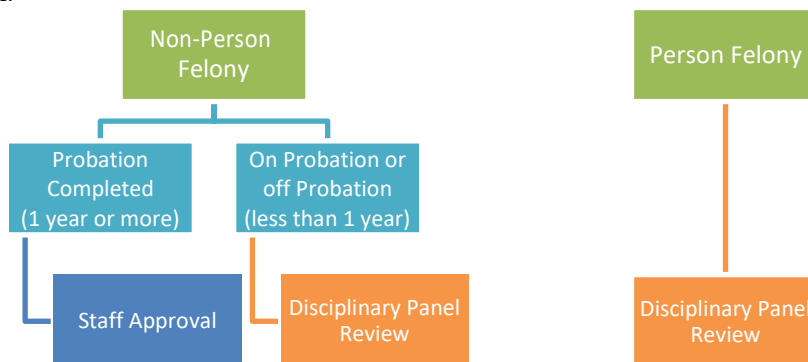 Non-Person
Felony
Person Felony
Probation
Completed
(1 year or more)
On Probation or
off Probation
(less than 1 year)
Staff Approval
Disciplinary Panel
Review
Disciplinary Panel
Review